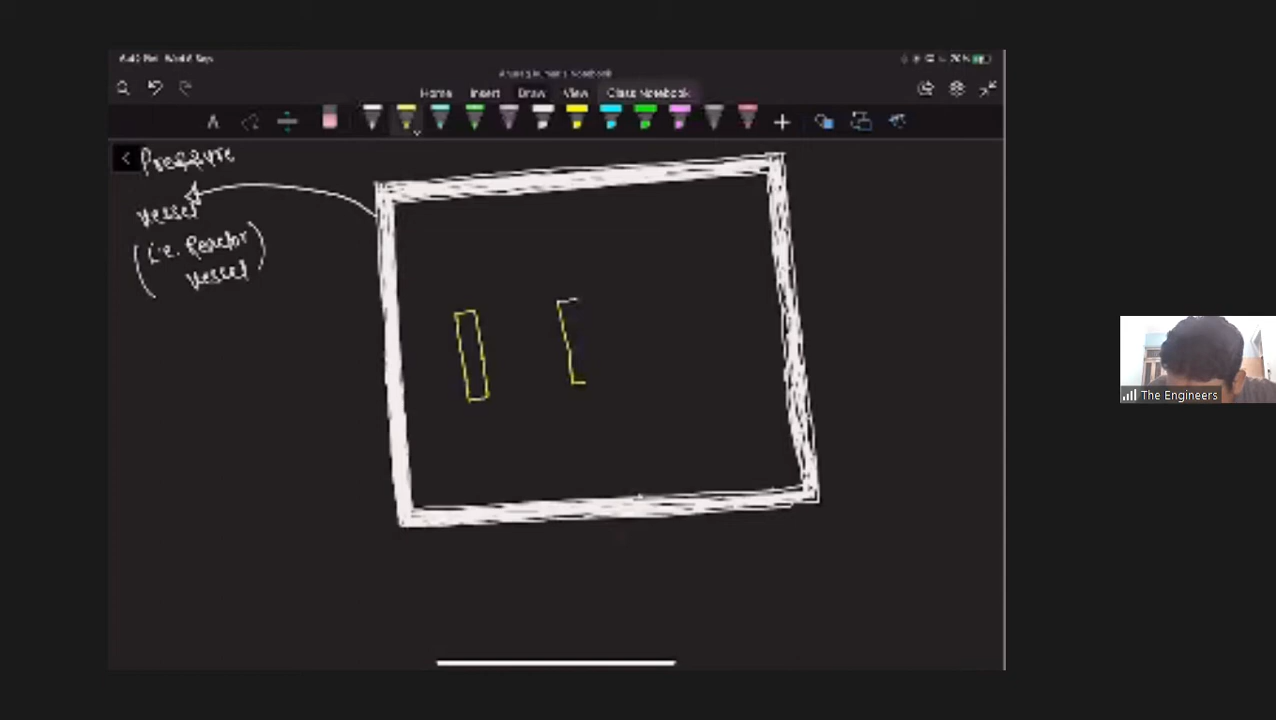 Home Insert Draw View Class Notebook
Pressure
vessel
(i.e. Reactor
vessel)
The Engineers